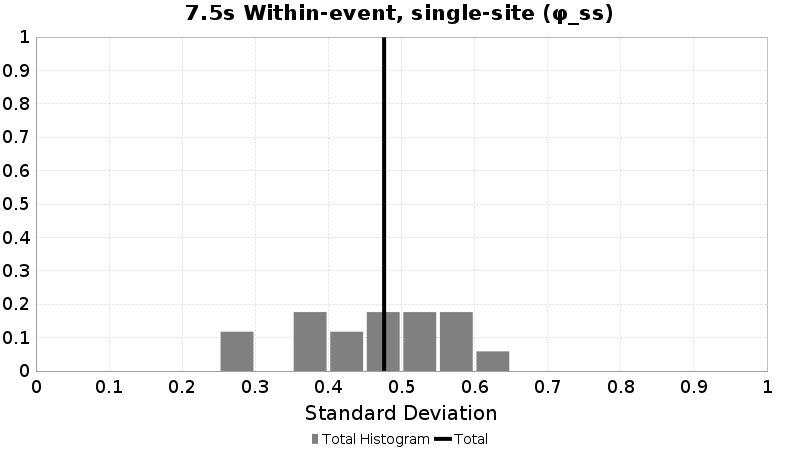 7.5s Within-event, single-site (φ_ss)
1
0.9
0.8
0.7
0.6
0.5
0.4
0.3
0.2
0.1
0
0 0.1 0.2 0.3 0.4 0.5 0.6 0.7 0.8 0.9 1
Standard Deviation
Total Histogram Total